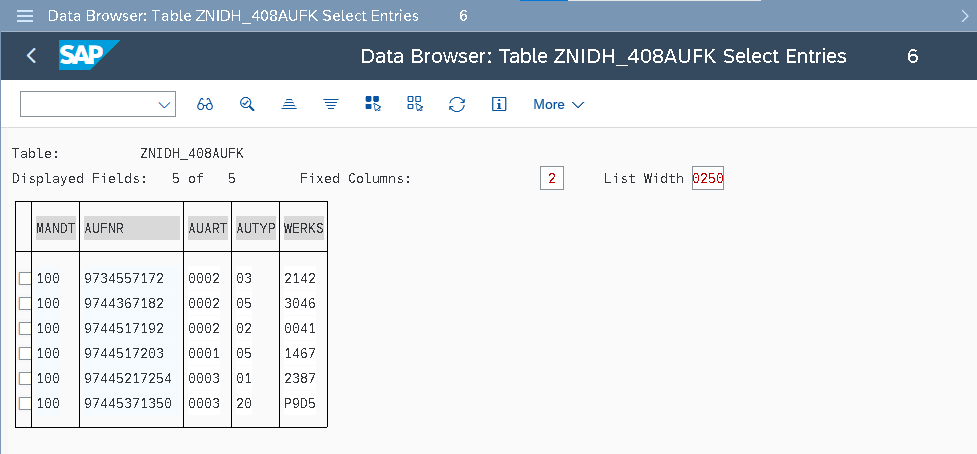 Data Browser: Table ZNIDH_408AUFK Select Entries 6
SAP Data Browser: Table ZNIDH_408AUFK Select Entries 6
More
Table: ZNIDH_408AUFK
Displayed Fields: 5 of 5 Fixed Columns: 2 List Width 0250
MANDT AUFNR AUART AUTYP WERKS
100 9734557172 0002 03 2142
100 9744367182 0002 05 3046
100 9744517192 0002 02 0041
100 9744517203 0001 05 1467
100 97445217254 0003 01 2387
100 97445371350 0003 20 P9D5